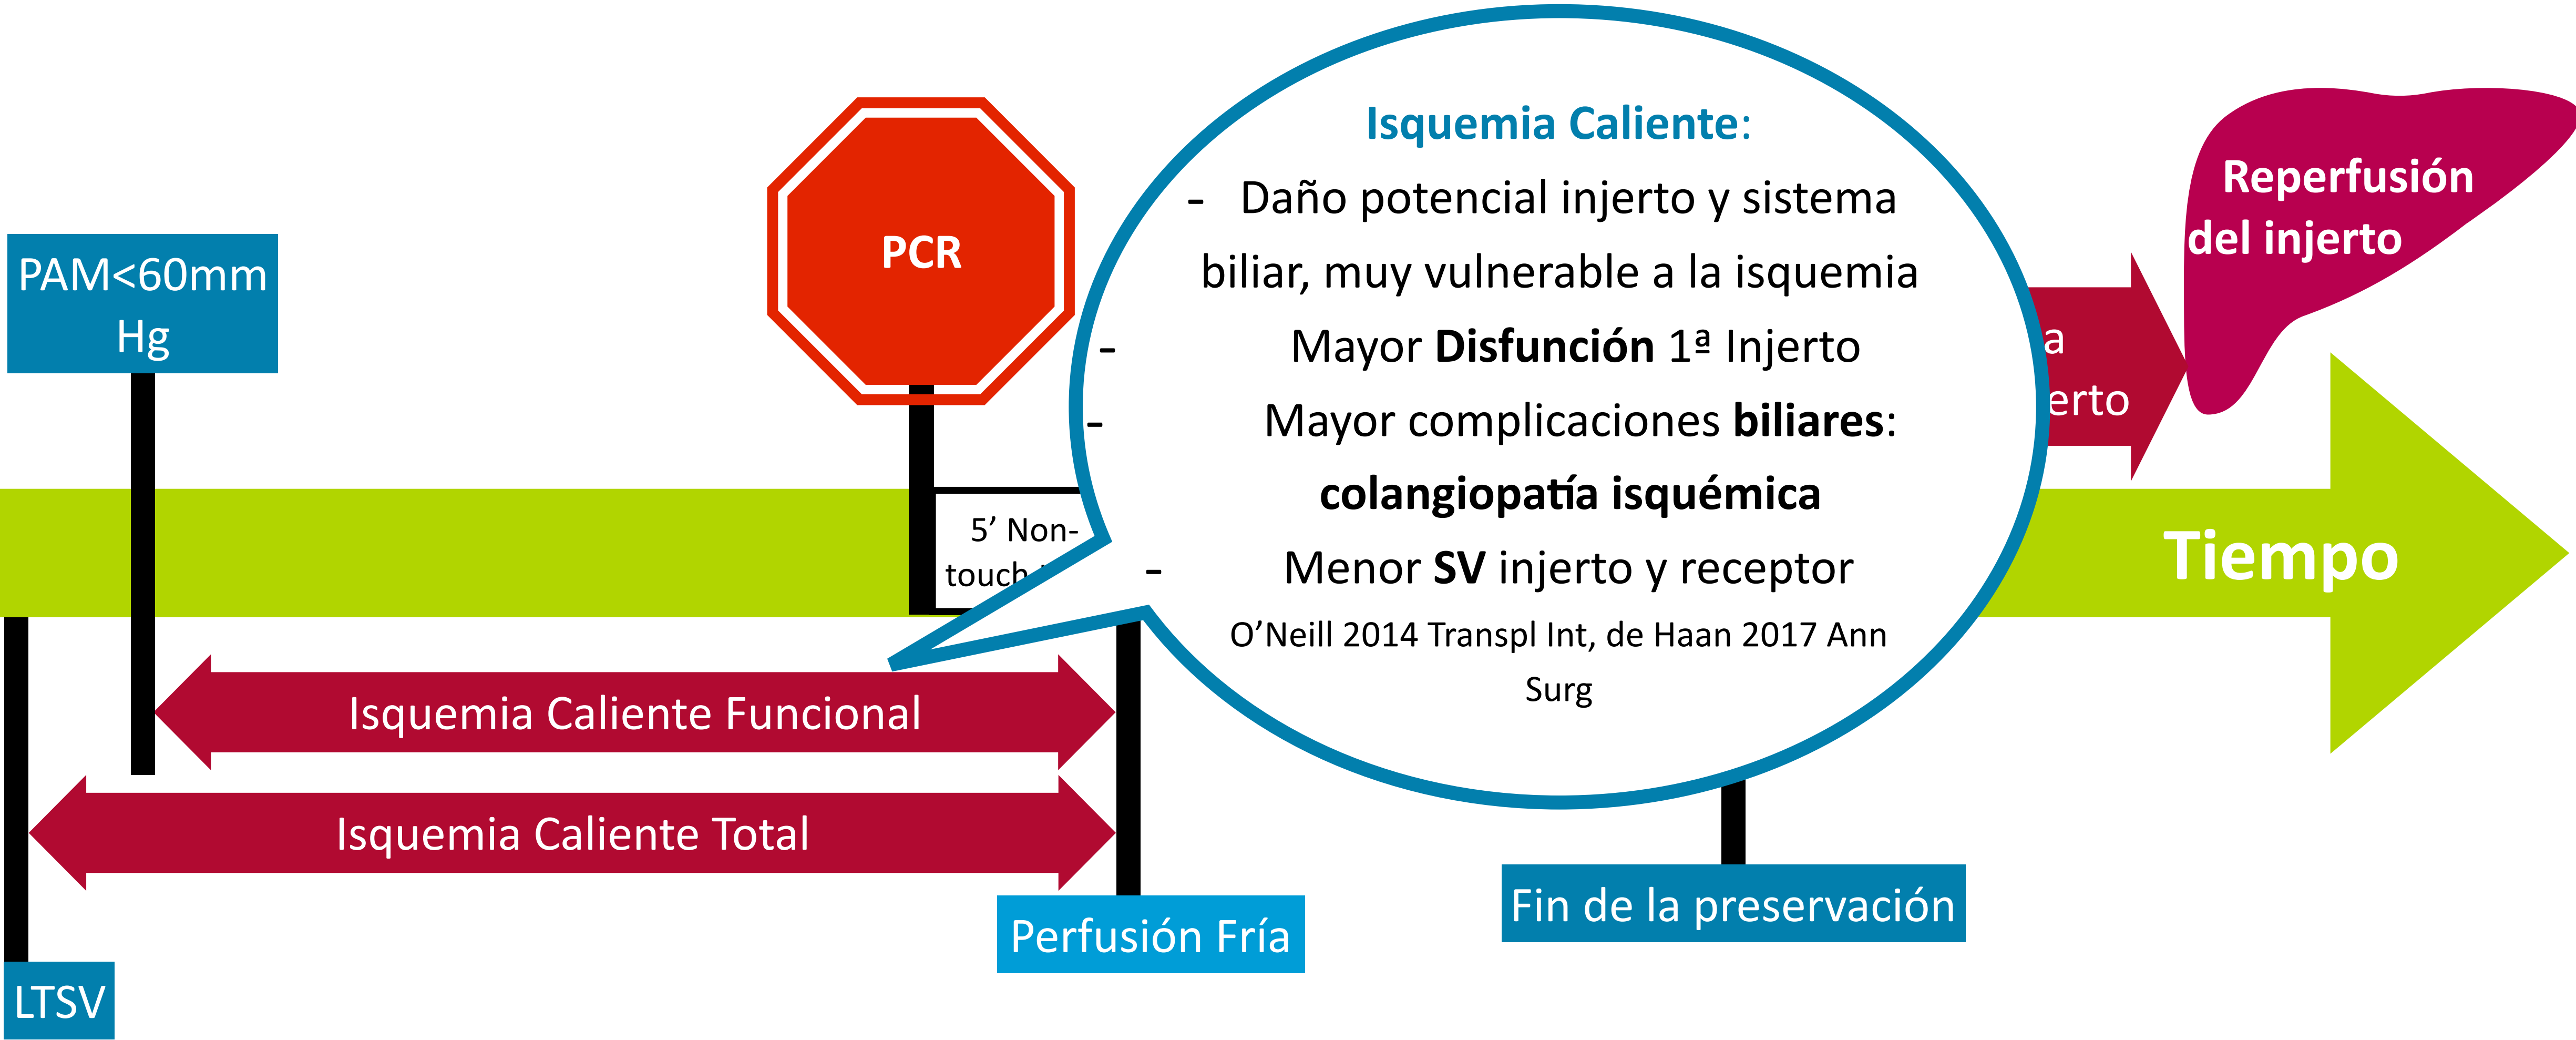 PAM<60mm
Hg
PCR
5’ Non-
touch
Isquemia Caliente:
- Daño potencial injerto y sistema
biliar, muy vulnerable a la isquemia
- Mayor Disfunción 1ª Injerto
- Mayor complicaciones biliares:
colangiopatía isquémica
- Menor SV injerto y receptor
O’Neill 2014 Transpl Int, de Haan 2017 Ann
Surg
a
erto
Reperfusión
del injerto
Tiempo
Isquemia Caliente Funcional
Isquemia Caliente Total
Perfusión Fría
Fin de la preservación
LTSV